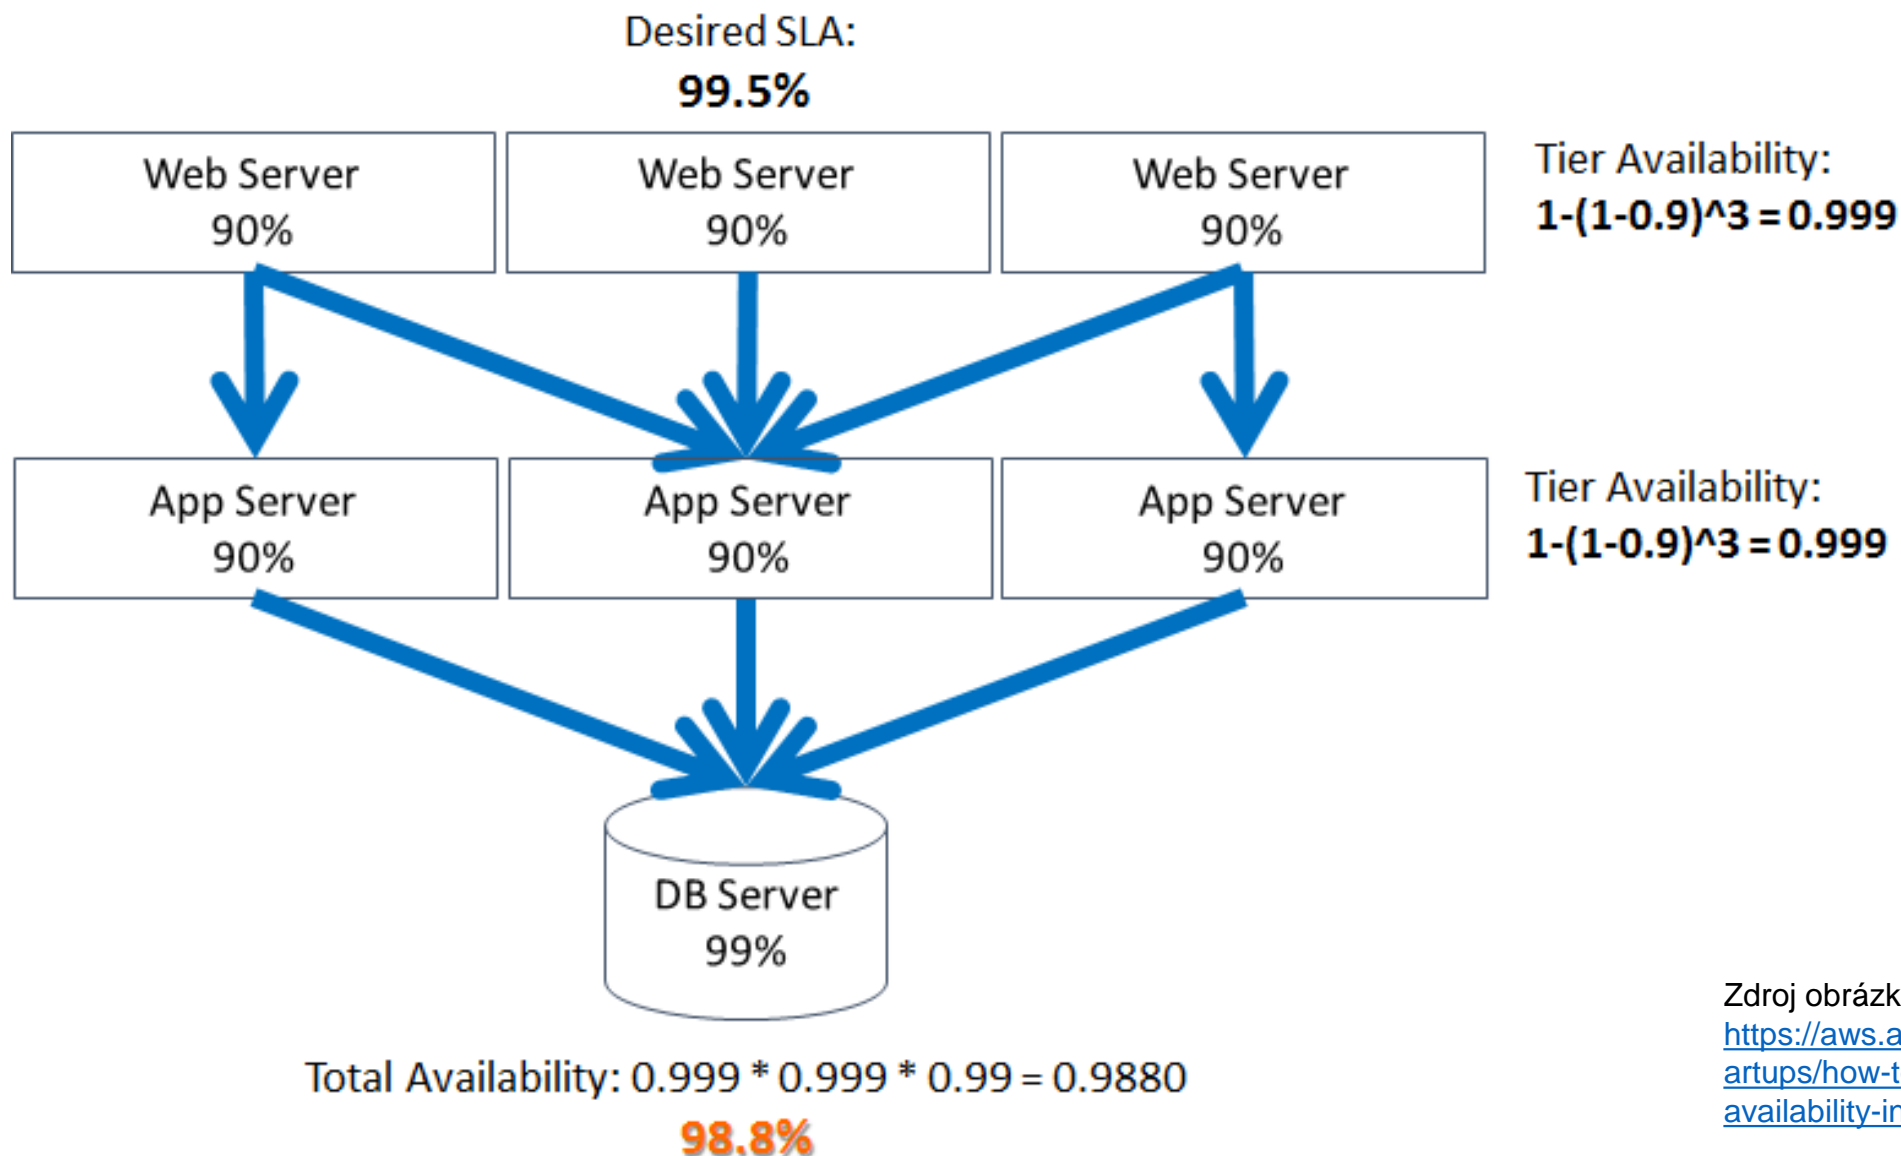 Desired SLA:
99.5%
Web Server
90%
Web Server
90%
Web Server
90%
Tier Availability:
1-(1-0.9)^3 = 0.999
App Server
90%
App Server
90%
App Server
90%
Tier Availability:
1-(1-0.9)^3 = 0.999
DB Server
99%
Total Availability: 0.999 * 0.999 * 0.99 = 0.9880
98.8%
Zdroj obrázk
https://aws.a
artups/how-t
availability-in